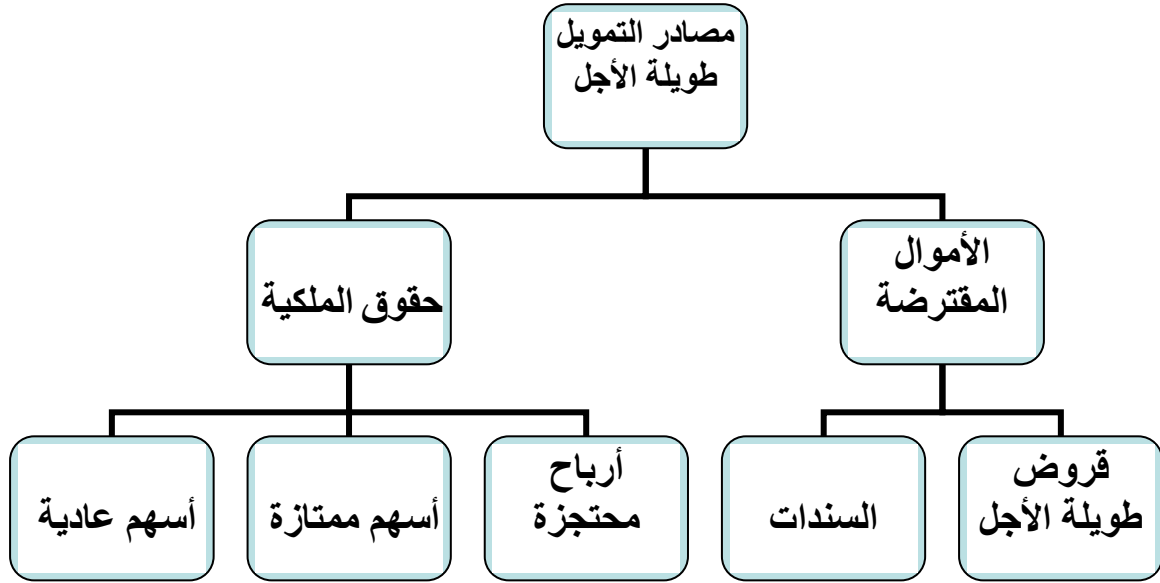 مصادر التمويل
طويلة الأجل
الأموال
المقترضة
حقوق الملكية
قروض
طويلة الأجل
السندات
أرباح
محتجزة
أسهم ممتازة
أسهم عادية